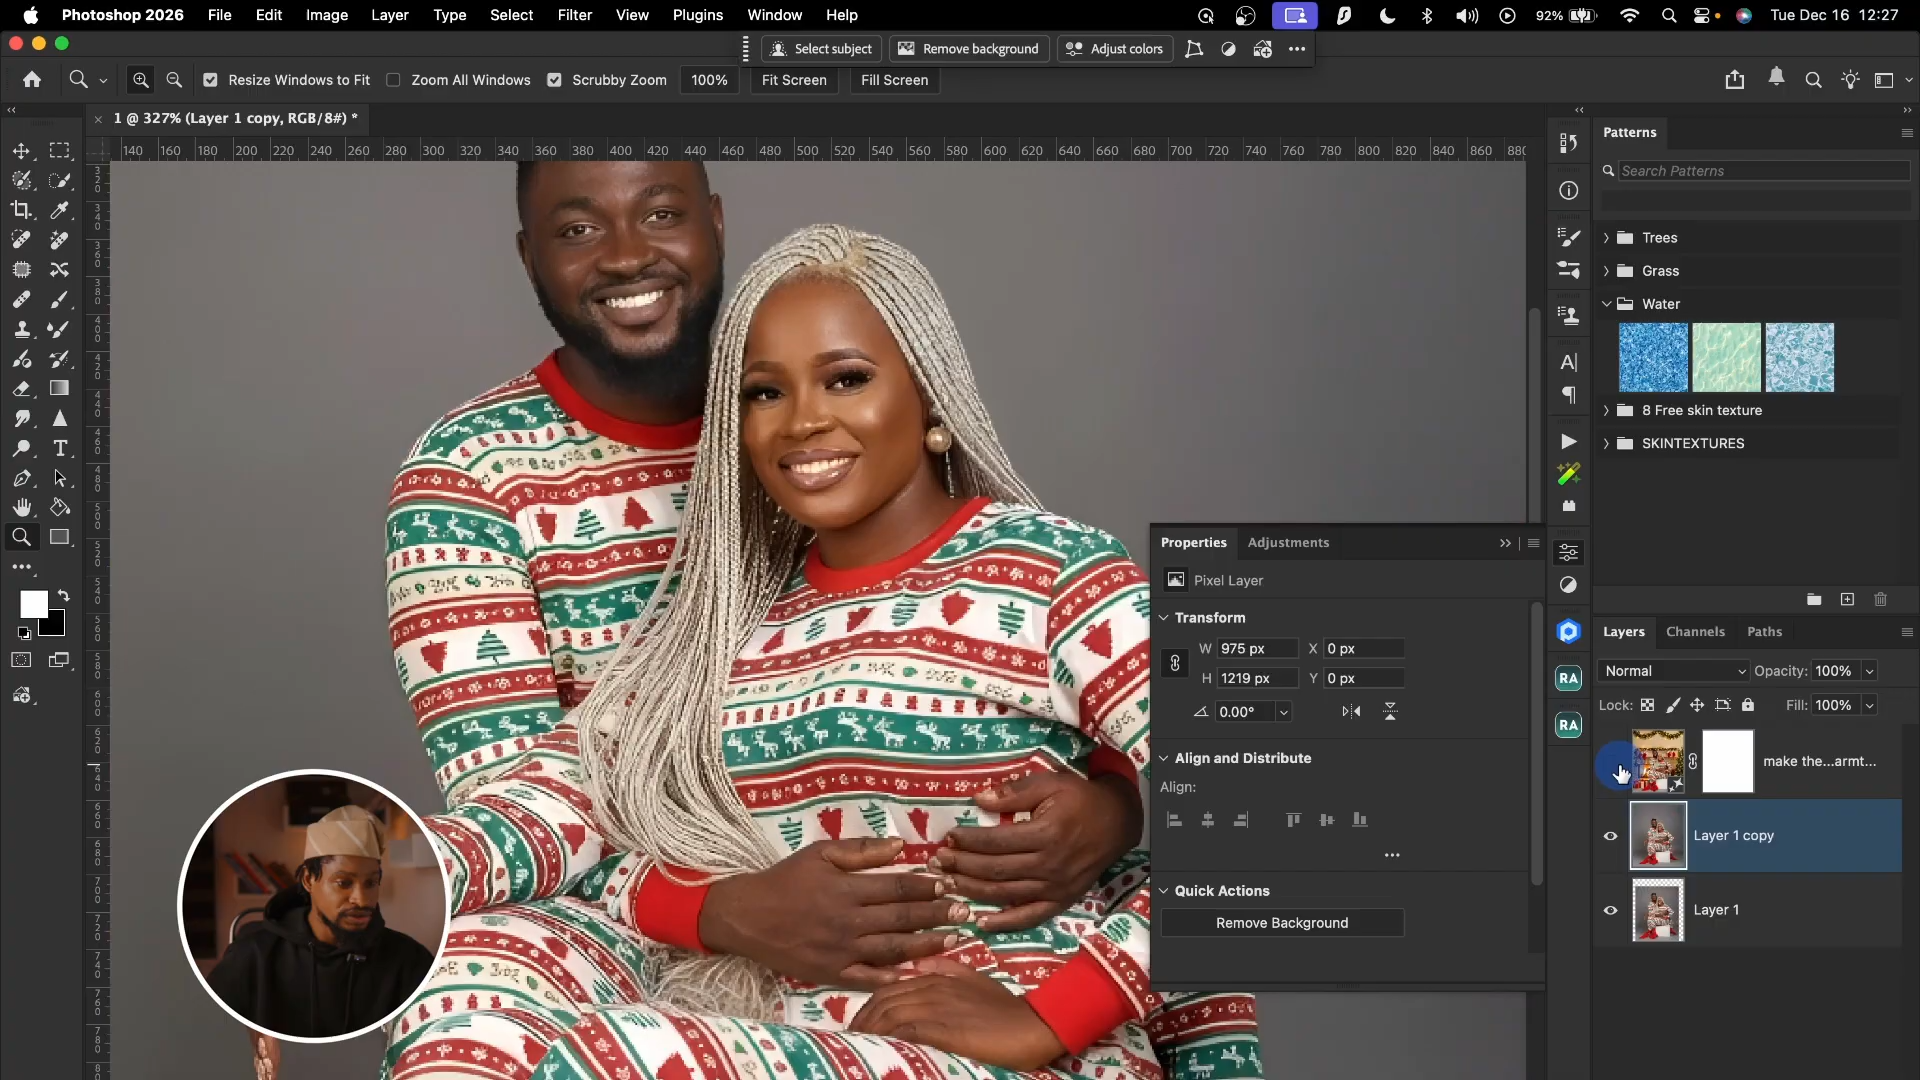 Photoshop 2026 File Edit Image Layer Type Select Filter View Plugins Window Help 92% Tue Dec 16 12:27
Select subject Remove background Adjust colors
Resize Windows to Fit Zoom All Windows Scrubby Zoom 100% Fit Screen Fill Screen
1 @ 327% (Layer 1 copy, RGB/8#) *
140 160 180 200 220 240 260 280 300 320 340 360 380 400 420 440 460 480 500 520 540 560 580 600 620 640 660 680 700 720 740 760 780 800 820 840 860 880
Patterns
Search Patterns
Trees
Grass
Water
8 Free skin texture
SKINTEXTURES
Properties Adjustments
Pixel Layer
Transform
W 975 px X 0 px
H 1219 px Y 0 px
0.00°
Align and Distribute
Align:
Quick Actions
Remove Background
RA
RA
Layers Channels Paths
Normal Opacity: 100%
Lock: Fill: 100%
make the...armt...
Layer 1 copy
Layer 1